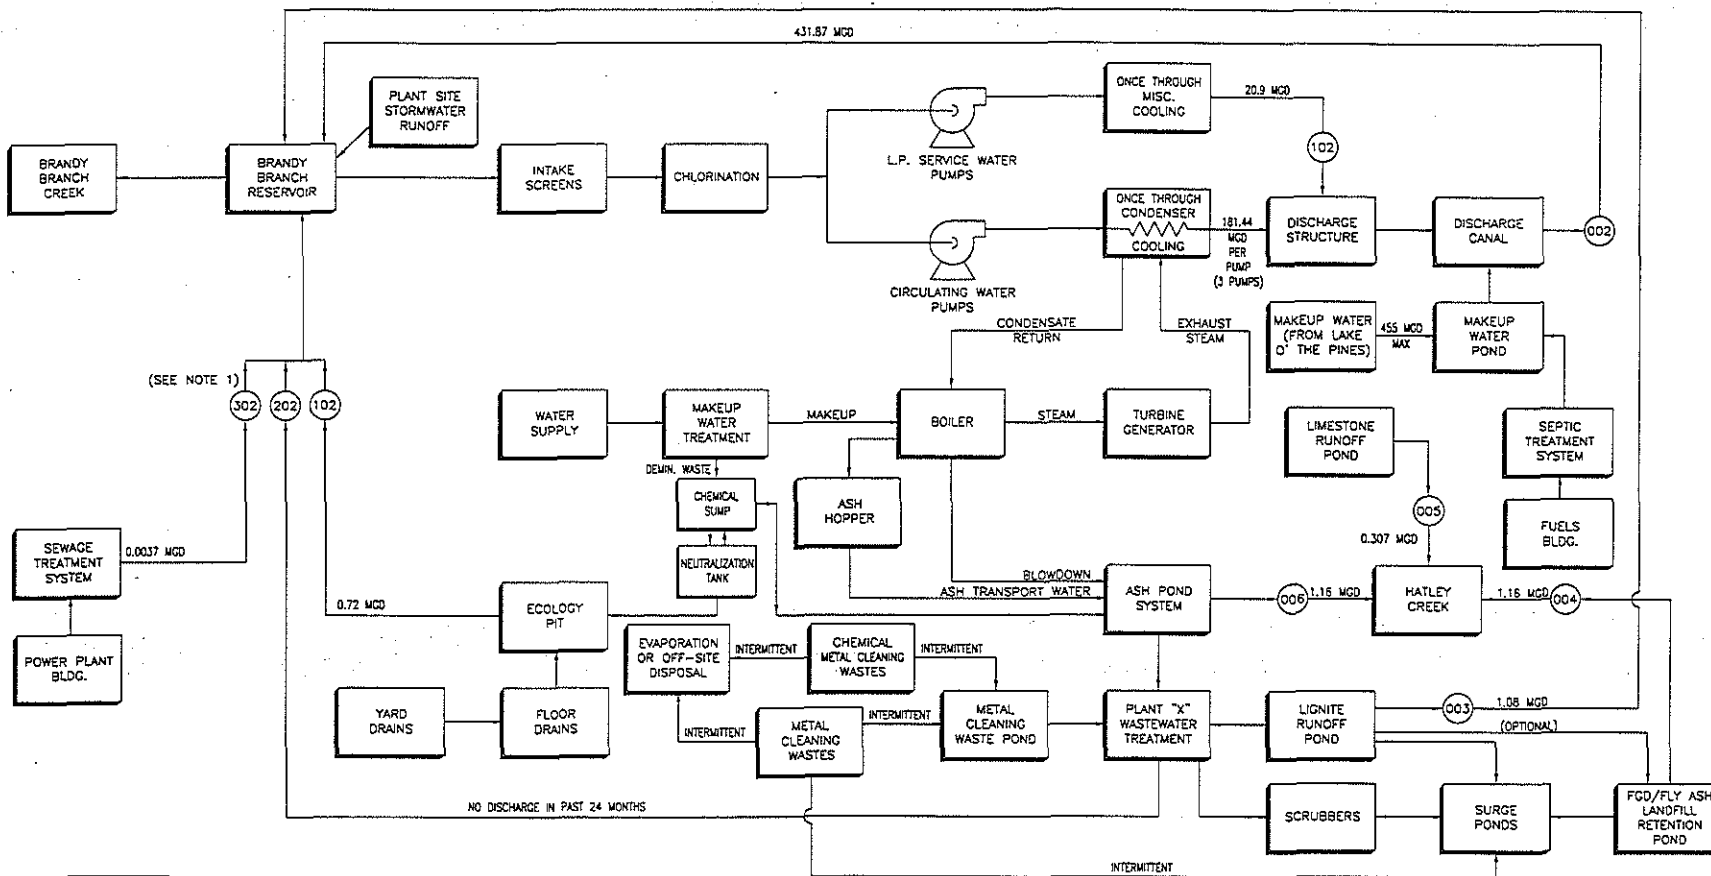 431.87 MGD
PLANT SITE
STORMWATER
RUNOFF
ONCE THROUGH
MISC.
COOLING
20.9 MGD
BRANDY
BRANCH
CREEK
BRANDY
BRANCH
RESERVOIR
INTAKE
SCREENS
CHLORINATION
L.P. SERVICE WATER
PUMPS
102
ONCE THROUGH
CONDENSER
COOLING
181.44
MGD
PER
PUMP
(3 PUMPS)
DISCHARGE
STRUCTURE
DISCHARGE
CANAL
002
CIRCULATING WATER
PUMPS
CONDENSATE
RETURN
EXHAUST
STEAM
MAKEUP WATER
(FROM LAKE
O' THE PINES)
455 MGD
MAX
MAKEUP
WATER
POND
(SEE NOTE 1)
302
202
102
WATER
SUPPLY
MAKEUP
WATER
TREATMENT
MAKEUP
BOILER
STEAM
TURBINE
GENERATOR
LIMESTONE
RUNOFF
POND
SEPTIC
TREATMENT
SYSTEM
DEMIN. WASTE
CHEMICAL
SUMP
ASH
HOPPER
005
FUELS
BLDG.
SEWAGE
TREATMENT
SYSTEM
0.0037 MGD
NEUTRALIZATION
TANK
0.307 MGD
BLOWDOWN
ASH TRANSPORT WATER
ASH POND
SYSTEM
006
1.16 MGD
HATLEY
CREEK
1.16 MGD
004
0.72 MGD
ECOLOGY
PIT
POWER PLANT
BLDG.
EVAPORATION
OR OFF-SITE
DISPOSAL
INTERMITTENT
CHEMICAL
METAL CLEANING
WASTES
INTERMITTENT
YARD
DRAINS
FLOOR
DRAINS
INTERMITTENT
METAL
CLEANING
WASTES
INTERMITTENT
METAL
CLEANING
WASTE POND
PLANT "X"
WASTEWATER
TREATMENT
LIGNITE
RUNOFF
POND
003
1.08 MGD
(OPTIONAL)
NO DISCHARGE IN PAST 24 MONTHS
SCRUBBERS
SURGE
PONDS
FGD/FLY ASH
LANDFILL
RETENTION
POND
INTERMITTENT